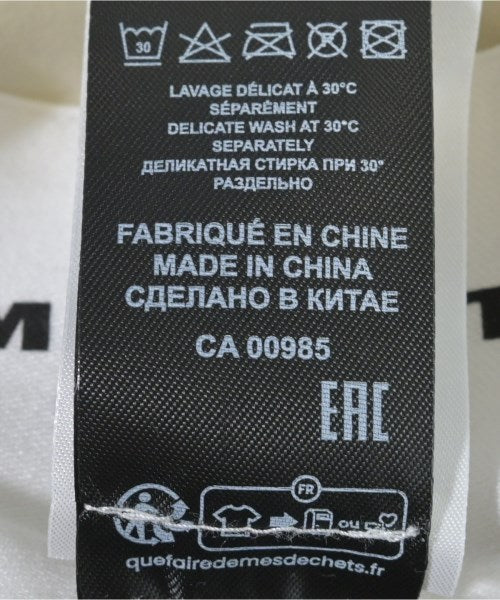 30
LAVAGE DÉLICAT À 30°C
SÉPARÉMENT
DELICATE WASH AT 30°C
SEPARATELY
ДЕЛИКАТНАЯ СТИРКА ПРИ 30°
РАЗДЕЛЬНО
FABRIQUÉ EN CHINE
MADE IN CHINA
СДЕЛАНО В КИТАЕ
CA 00985
EAC
FR
ou
quefairedemesdechets.fr